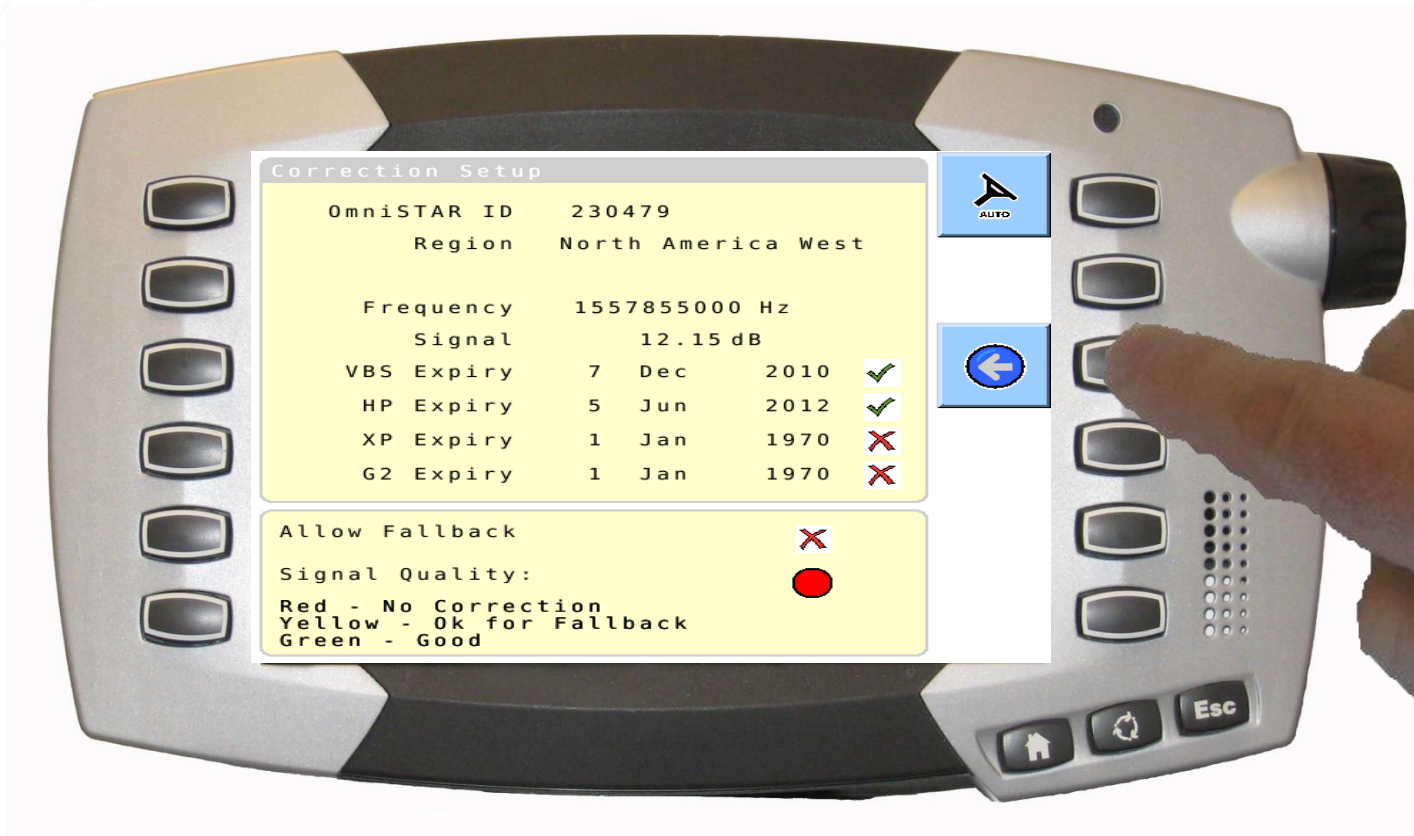 Correction Setup
AUTO
OmniSTAR ID 230479
Region North America West
Frequency 1557855000 Hz
Signal 12.15 dB
VBS Expiry 7 Dec 2010
HP Expiry 5 Jun 2012
XP Expiry 1 Jan 1970
G2 Expiry 1 Jan 1970
Allow Fallback
Signal Quality:
Red - No Correction
Yellow - Ok for Fallback
Green - Good
Esc